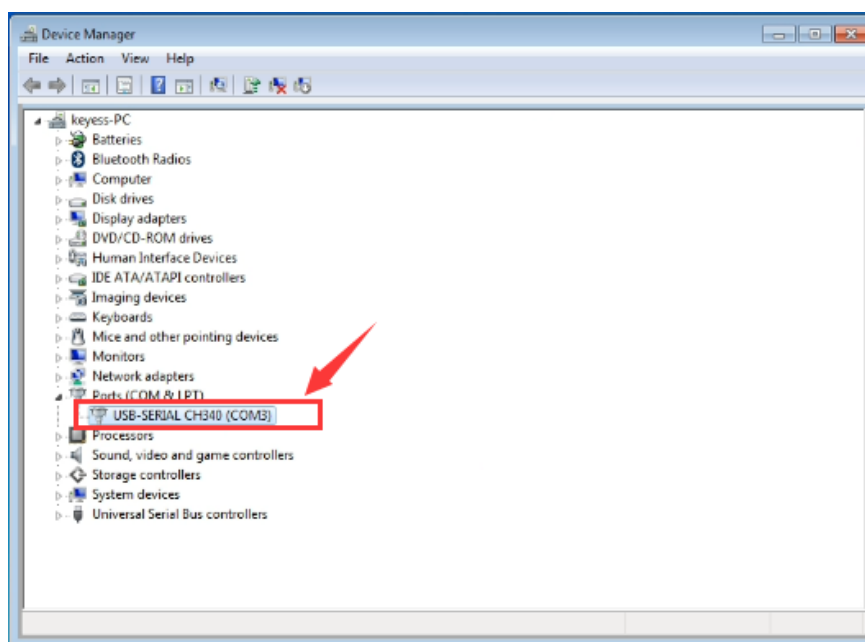 Device Manager
File Action View Help
keyess-PC
Batteries
Bluetooth Radios
Computer
Disk drives
Display adapters
DVD/CD-ROM drives
Human Interface Devices
IDE ATA/ATAPI controllers
Imaging devices
Keyboards
Mice and other pointing devices
Monitors
Network adapters
Ports (COM & LPT)
USB-SERIAL CH340 (COM3)
Processors
Sound, video and game controllers
Storage controllers
System devices
Universal Serial Bus controllers